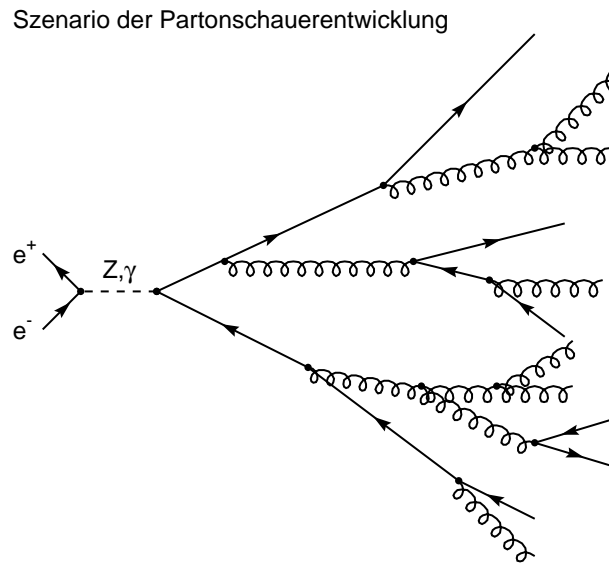 Szenario der Partonschauerentwicklung
e+
Z,γ
e-